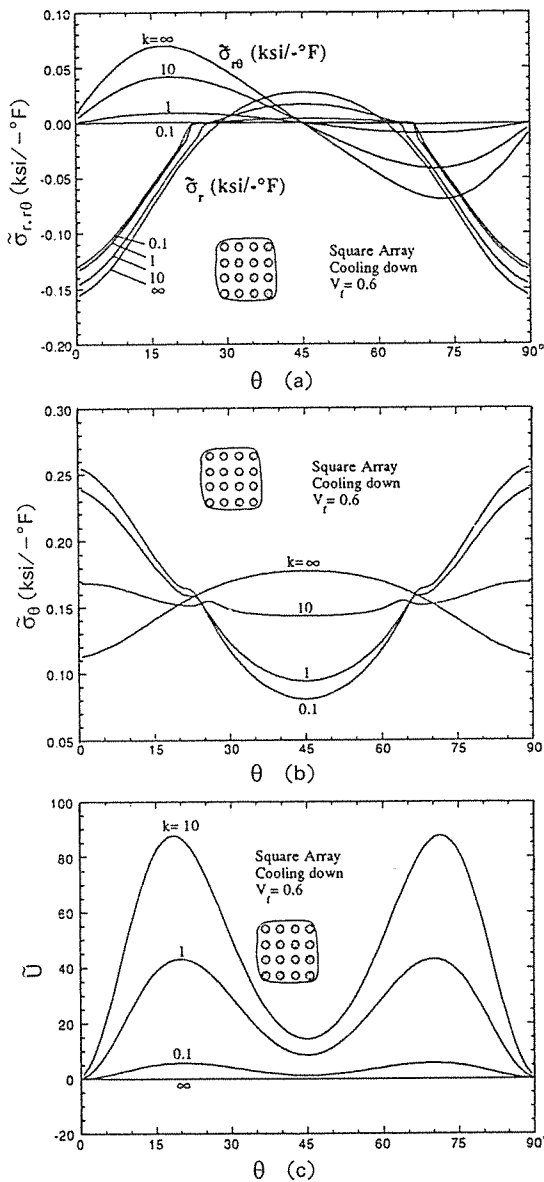 0.10
0.05
0.00
-0.05
-0.10
-0.15
-0.20
σ̃r,rθ (ksi/-°F)
k=∞
10
1
0.1
σ̃rθ (ksi/-°F)
σ̃r (ksi/-°F)
0.1
1
10
∞
Square Array
Cooling down
Vf= 0.6
0 15 30 45 60 75 90°
θ (a)
0.30
0.25
0.20
0.15
0.10
0.05
σ̃θ (ksi/-°F)
Square Array
Cooling down
Vf= 0.6
k=∞
10
1
0.1
0 15 30 45 60 75 90
θ (b)
100
80
60
40
20
0
-20
Ũ
k= 10
Square Array
Cooling down
Vf= 0.6
1
0.1
∞
0 15 30 45 60 75 90°
θ (c)